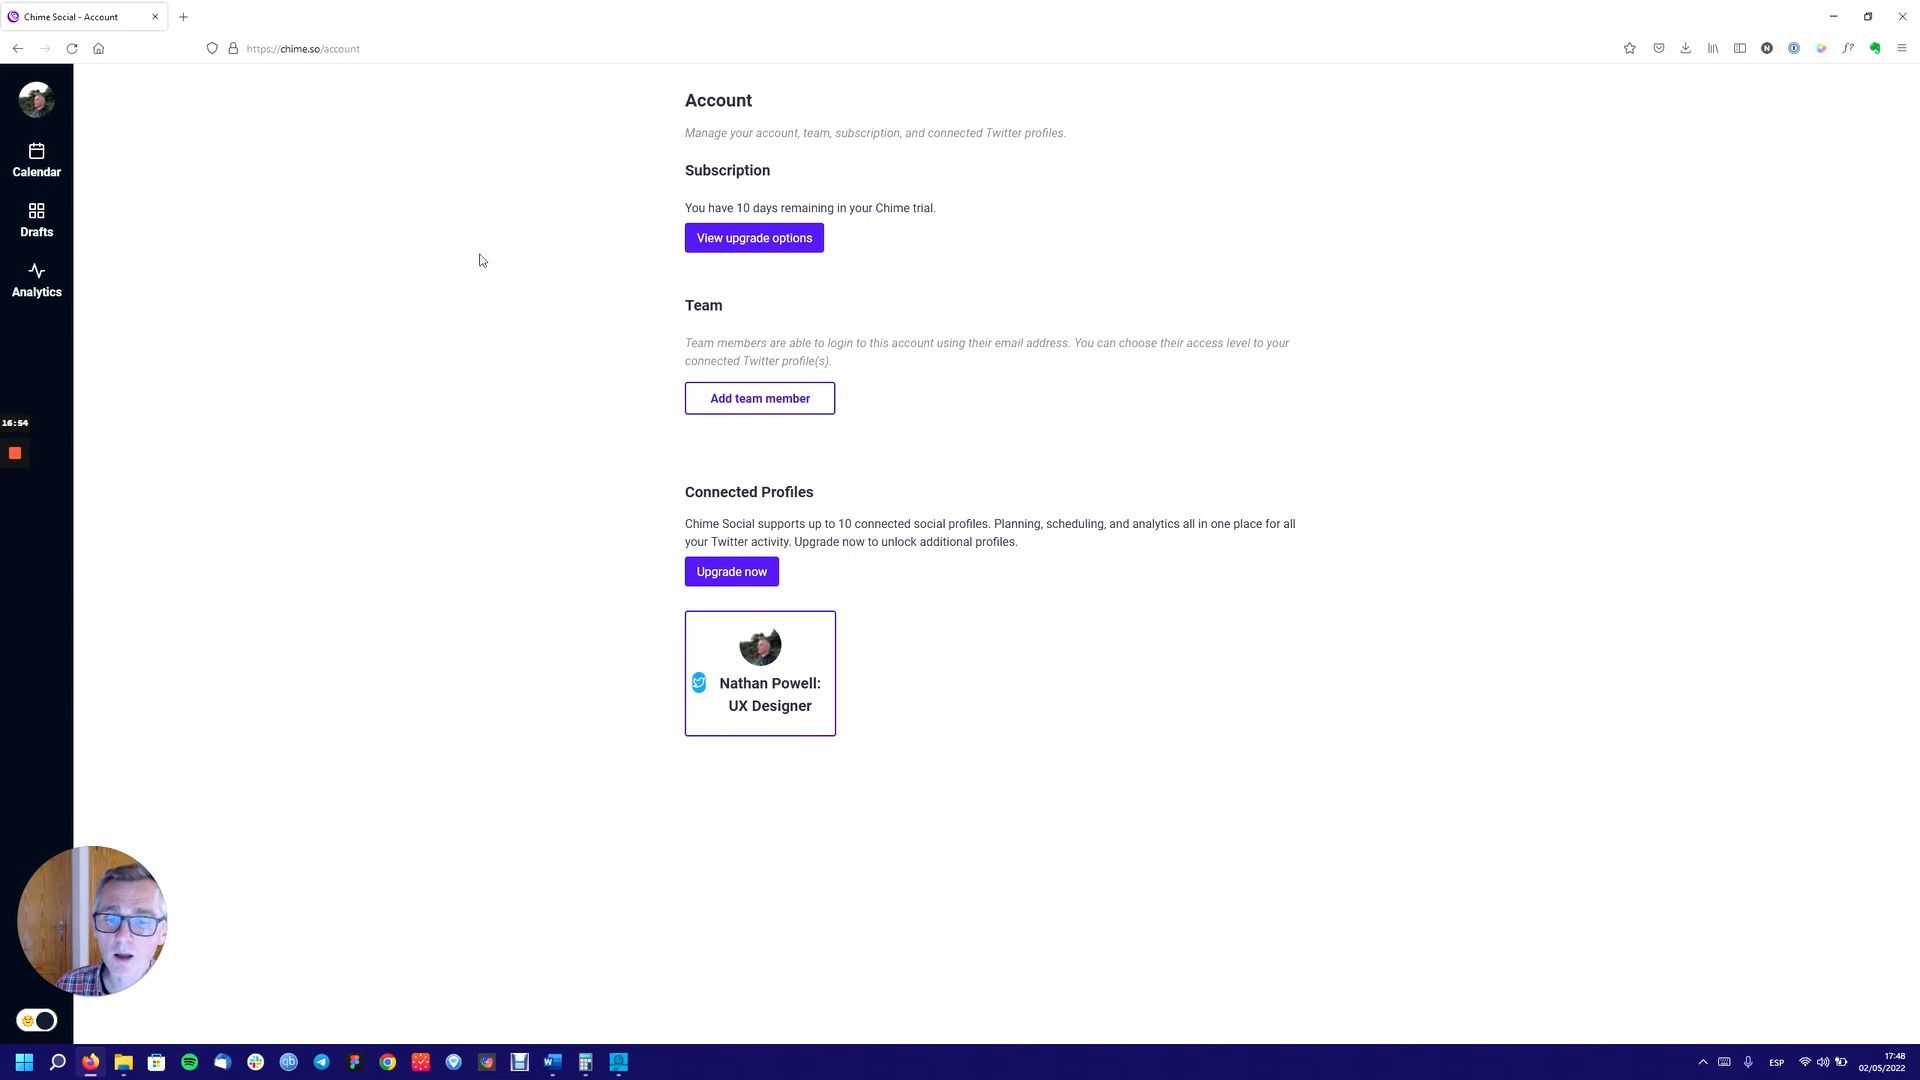 Chime Social - Account
https://chime.so/account
Calendar
Drafts
Analytics
16:54
Account
Manage your account, team, subscription, and connected Twitter profiles.
Subscription
You have 10 days remaining in your Chime trial.
View upgrade options
Team
Team members are able to login to this account using their email address. You can choose their access level to your
connected Twitter profile(s).
Add team member
Connected Profiles
Chime Social supports up to 10 connected social profiles. Planning, scheduling, and analytics all in one place for all
your Twitter activity. Upgrade now to unlock additional profiles.
Upgrade now
Nathan Powell:
UX Designer
ESP
17:48
02/05/2022